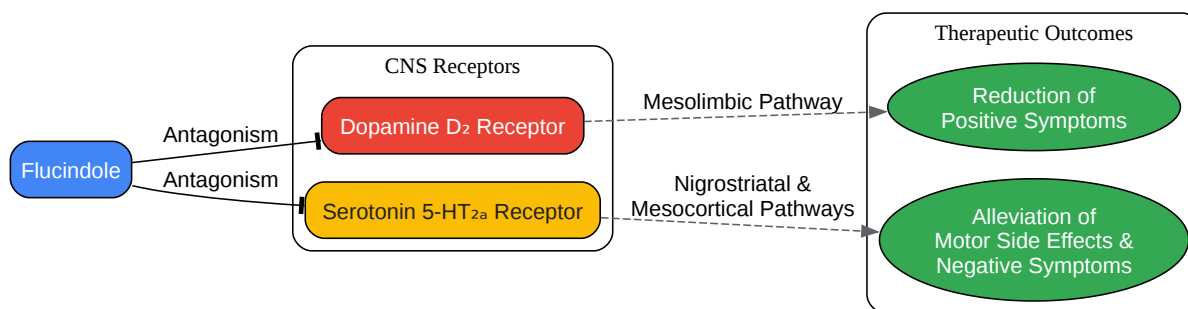 Flucindole
Antagonism
Antagonism
CNS Receptors
Dopamine D₂ Receptor
Serotonin 5-HT₂ₐ Receptor
Mesolimbic Pathway
Nigrostriatal &
Mesocortical Pathways
Therapeutic Outcomes
Reduction of
Positive Symptoms
Alleviation of
Motor Side Effects &
Negative Symptoms